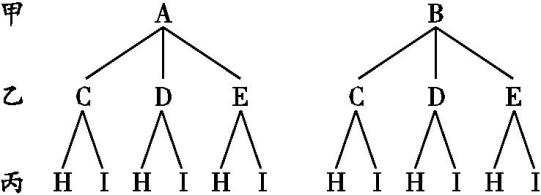 甲 A B
乙 C D E C D E
丙 H I H I H I H I H I H I